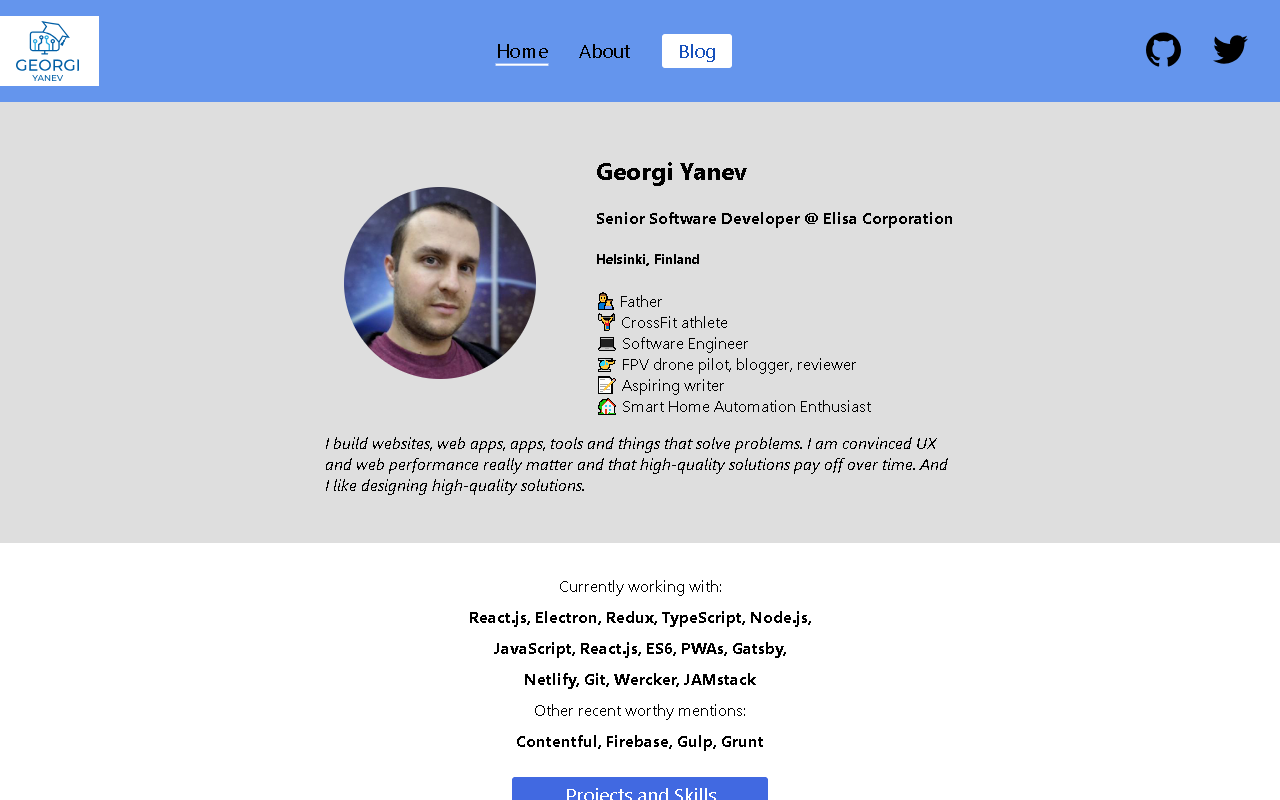 GEORGI
YANEV
Home
About
Blog
Georgi Yanev
Senior Software Developer @ Elisa Corporation
Helsinki, Finland
Father
CrossFit athlete
Software Engineer
FPV drone pilot, blogger, reviewer
Aspiring writer
Smart Home Automation Enthusiast
I build websites, web apps, apps, tools and things that solve problems. I am convinced UX
and web performance really matter and that high-quality solutions pay off over time. And
I like designing high-quality solutions.
Currently working with:
React.js, Electron, Redux, TypeScript, Node.js,
JavaScript, React.js, ES6, PWAs, Gatsby,
Netlify, Git, Wercker, JAMstack
Other recent worthy mentions:
Contentful, Firebase, Gulp, Grunt
Projects and Skills